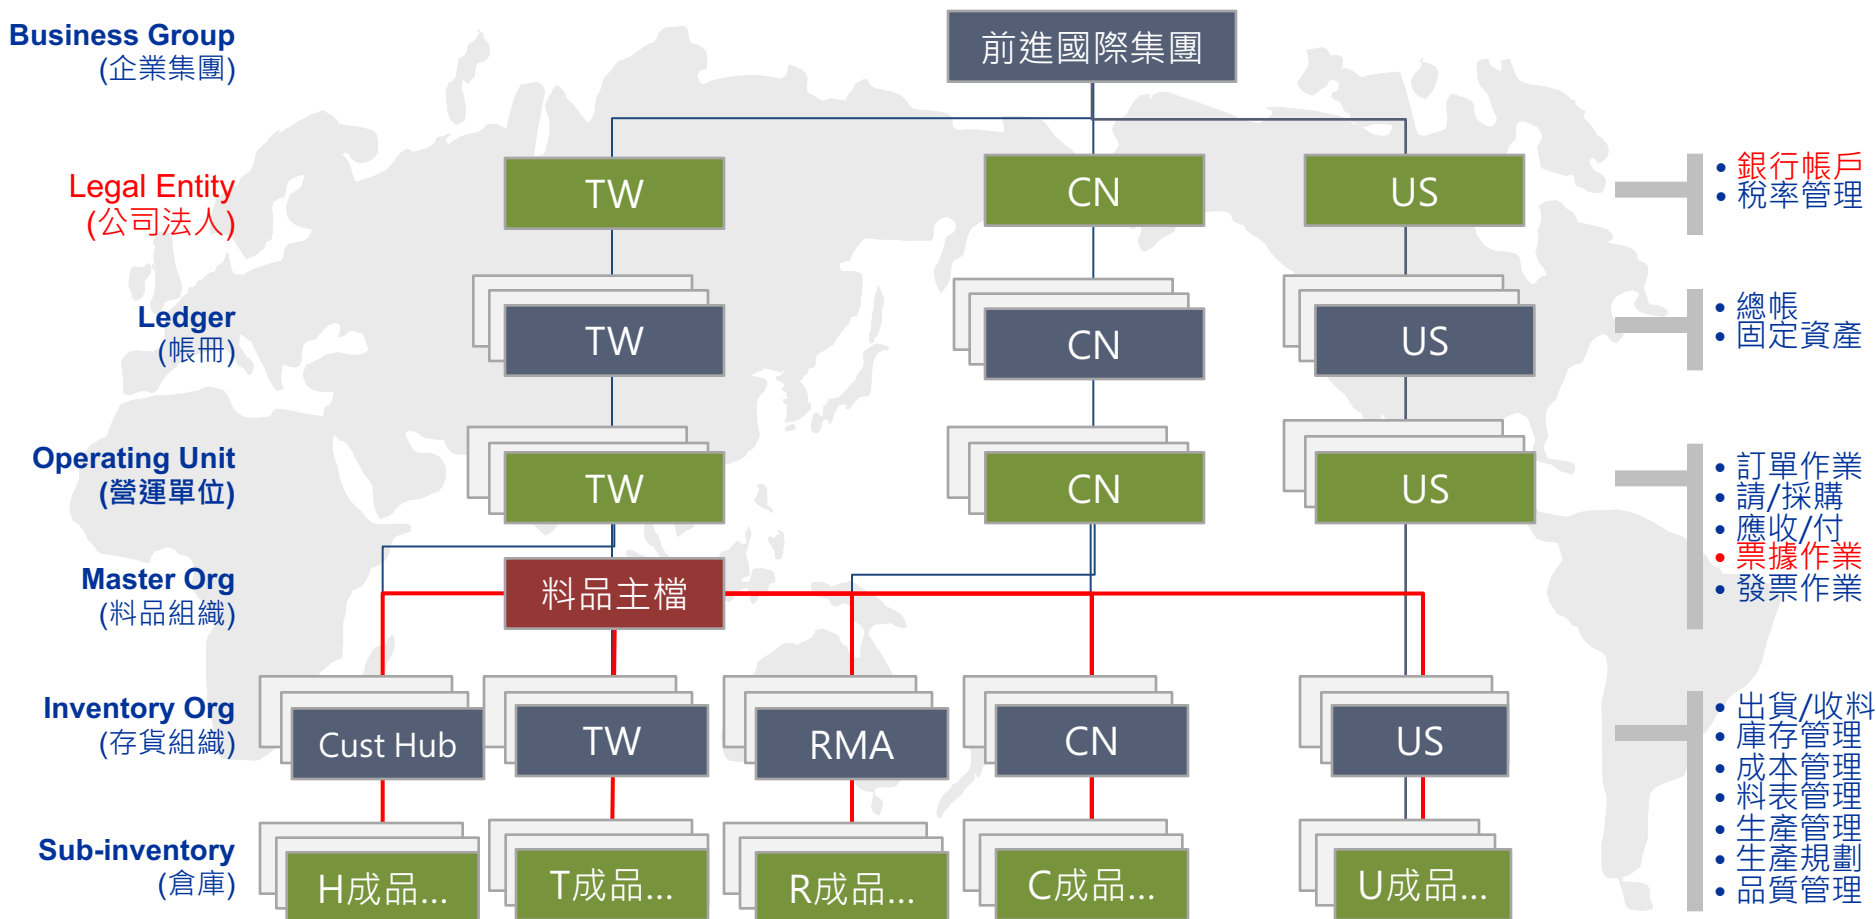 Business Group
(企業集團)
前進國際集團
Legal Entity
(公司法人)
TW
CN
US
• 銀行帳戶
• 稅率管理
Ledger
(帳冊)
TW
CN
US
• 總帳
• 固定資產
Operating Unit
(營運單位)
TW
CN
US
• 訂單作業
• 請/採購
• 應收/付
• 票據作業
• 發票作業
Master Org
(料品組織)
料品主檔
Inventory Org
(存貨組織)
Cust Hub
TW
RMA
CN
US
• 出貨/收料
• 庫存管理
• 成本管理
• 料表管理
• 生產管理
• 生產規劃
• 品質管理
Sub-inventory
(倉庫)
H成品...
T成品...
R成品...
C成品...
U成品...